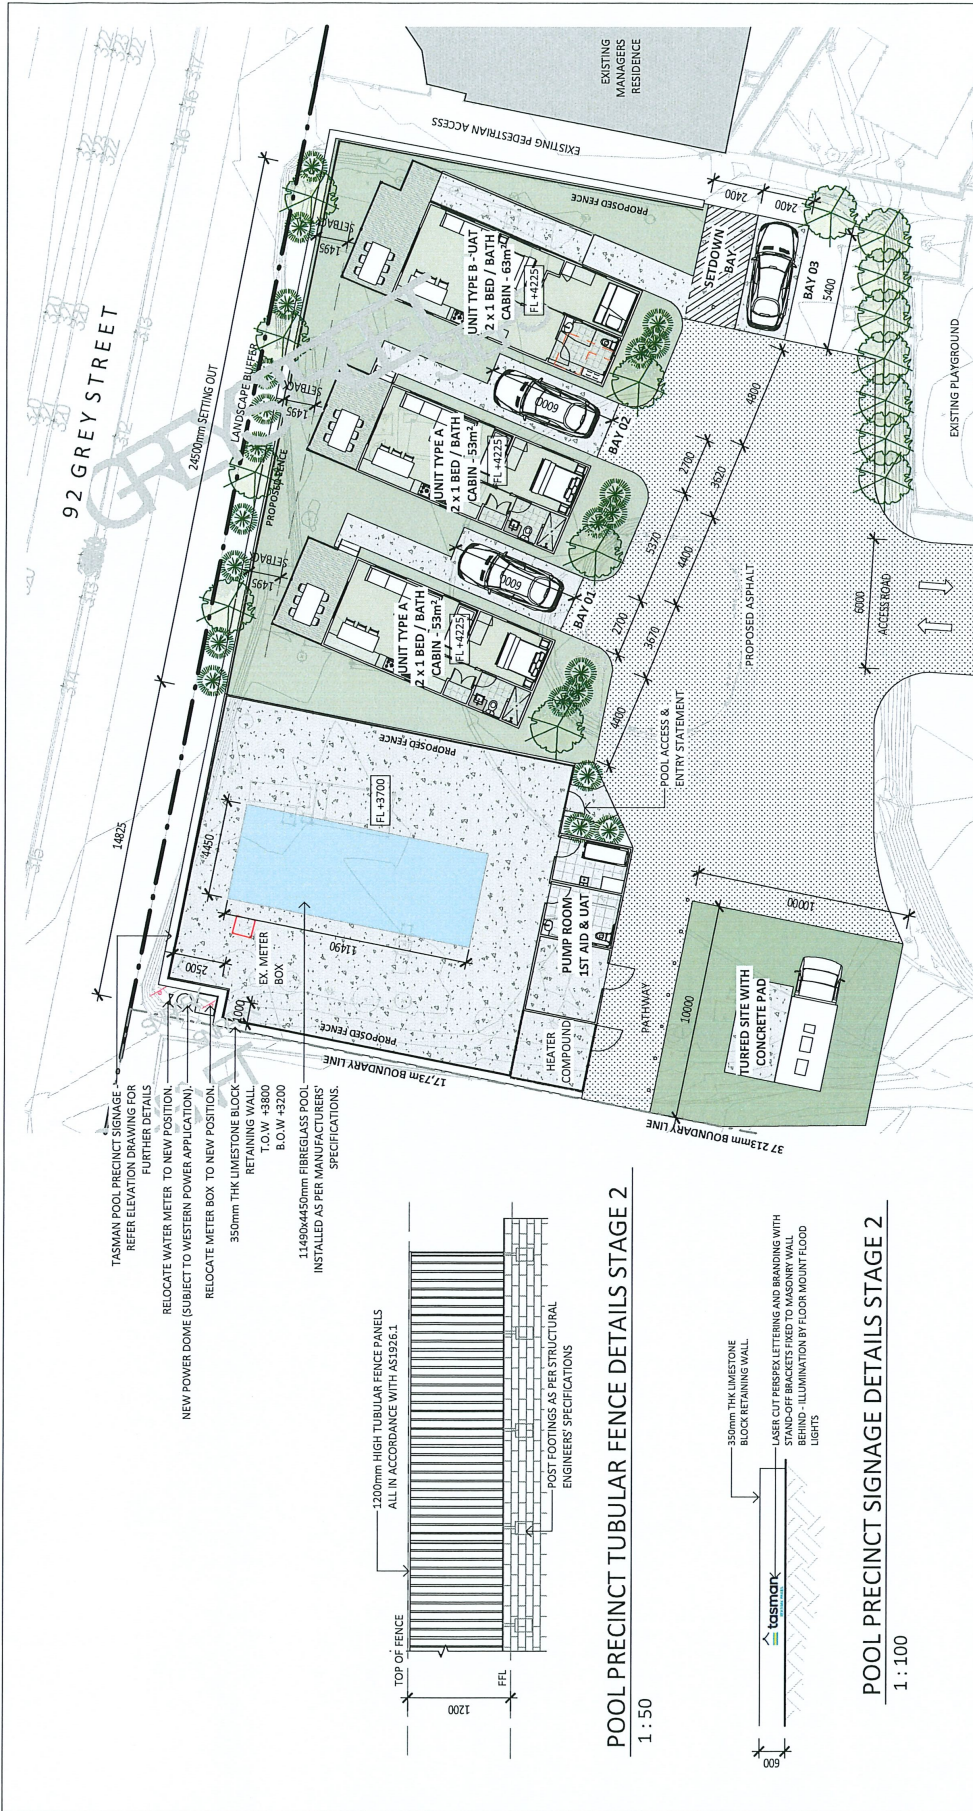 92 GREY STREET
GREY STREET
14825
24500mm SETTING OUT
LANDSCAPE BUFFER
PROPOSED FENCE
1495
SETBACK
1495
SETBACK
1495
SETBACK
EXISTING PEDESTRIAN ACCESS
EXISTING
MANAGERS
RESIDENCE
TASMAN POOL PRECINCT SIGNAGE -
REFER ELEVATION DRAWING FOR
FURTHER DETAILS
RELOCATE WATER METER TO NEW POSITION.
NEW POWER DOME (SUBJECT TO WESTERN POWER APPLICATION).
RELOCATE METER BOX TO NEW POSITION.
350mm THK LIMESTONE BLOCK
RETAINING WALL.
T.O.W +3800
B.O.W +3200
11490x4450mm FIBREGLASS POOL
INSTALLED AS PER MANUFACTURERS'
SPECIFICATIONS.
2500
1000
EX. METER
BOX
4450
11490
FL +3700
PROPOSED FENCE
PROPOSED FENCE
17.73m BOUNDARY LINE
UNIT TYPE A
2 x 1 BED / BATH
CABIN - 53m²
FL +4225
6000
BAY 01
UNIT TYPE A
2 x 1 BED / BATH
CABIN - 53m²
FL +4225
6000
BAY 02
UNIT TYPE B -UAT
2 x 1 BED / BATH
CABIN - 63m²
FL +4225
PROPOSED FENCE
SETDOWN
BAY
2400
2400
BAY 03
5400
4400
2700
5370
2700
4800
3670
4400
3620
PROPOSED ASPHALT
POOL ACCESS &
ENTRY STATEMENT
HEATER
COMPOUND
PUMP ROOM
1ST AID & UAT
PATHWAY
10000
10000
TURFED SITE WITH
CONCRETE PAD
37 213mm BOUNDARY LINE
6000
ACCESS ROAD
EXISTING PLAYGROUND
TOP OF FENCE
1200
FFL
1200mm HIGH TUBULAR FENCE PANELS
ALL IN ACCORDANCE WITH AS1926.1
POST FOOTINGS AS PER STRUCTURAL
ENGINEERS' SPECIFICATIONS
POOL PRECINCT TUBULAR FENCE DETAILS STAGE 2
1 : 50
600
tasman
350mm THK LIMESTONE
BLOCK RETAINING WALL.
LASER CUT PERSPEX LETTERING AND BRANDING WITH
STAND-OFF BRACKETS FIXED TO MASONRY WALL
BEHIND - ILLUMINATION BY FLOOR MOUNT FLOOD
LIGHTS
POOL PRECINCT SIGNAGE DETAILS STAGE 2
1 : 100